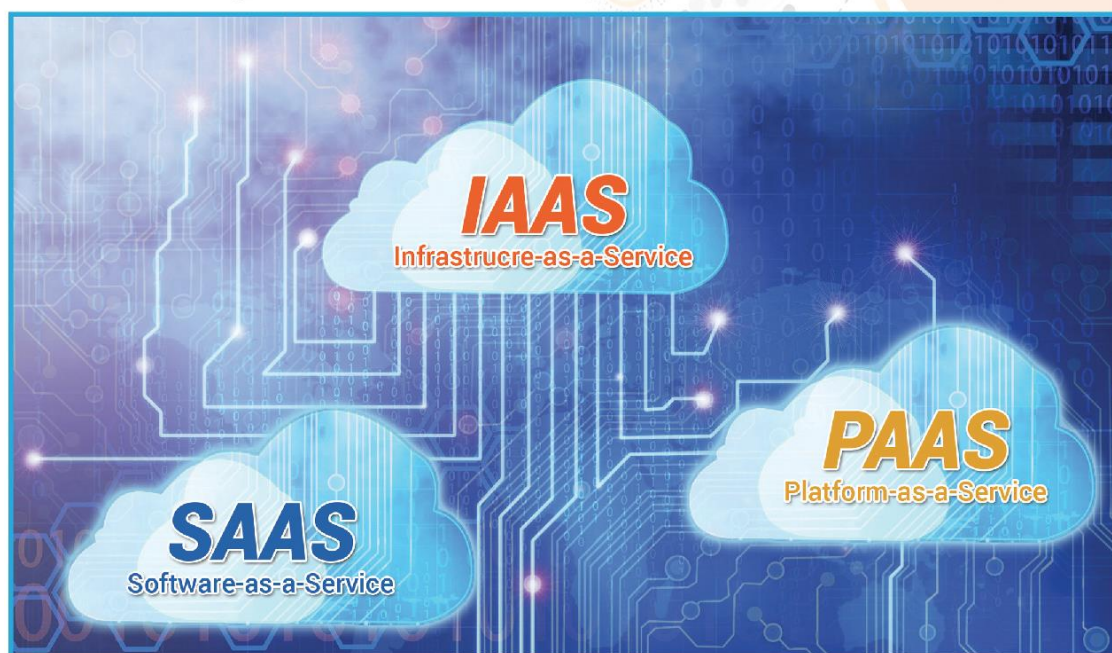 IAAS
Infrastrucre-as-a-Service
PAAS
Platform-as-a-Service
SAAS
Software-as-a-Service